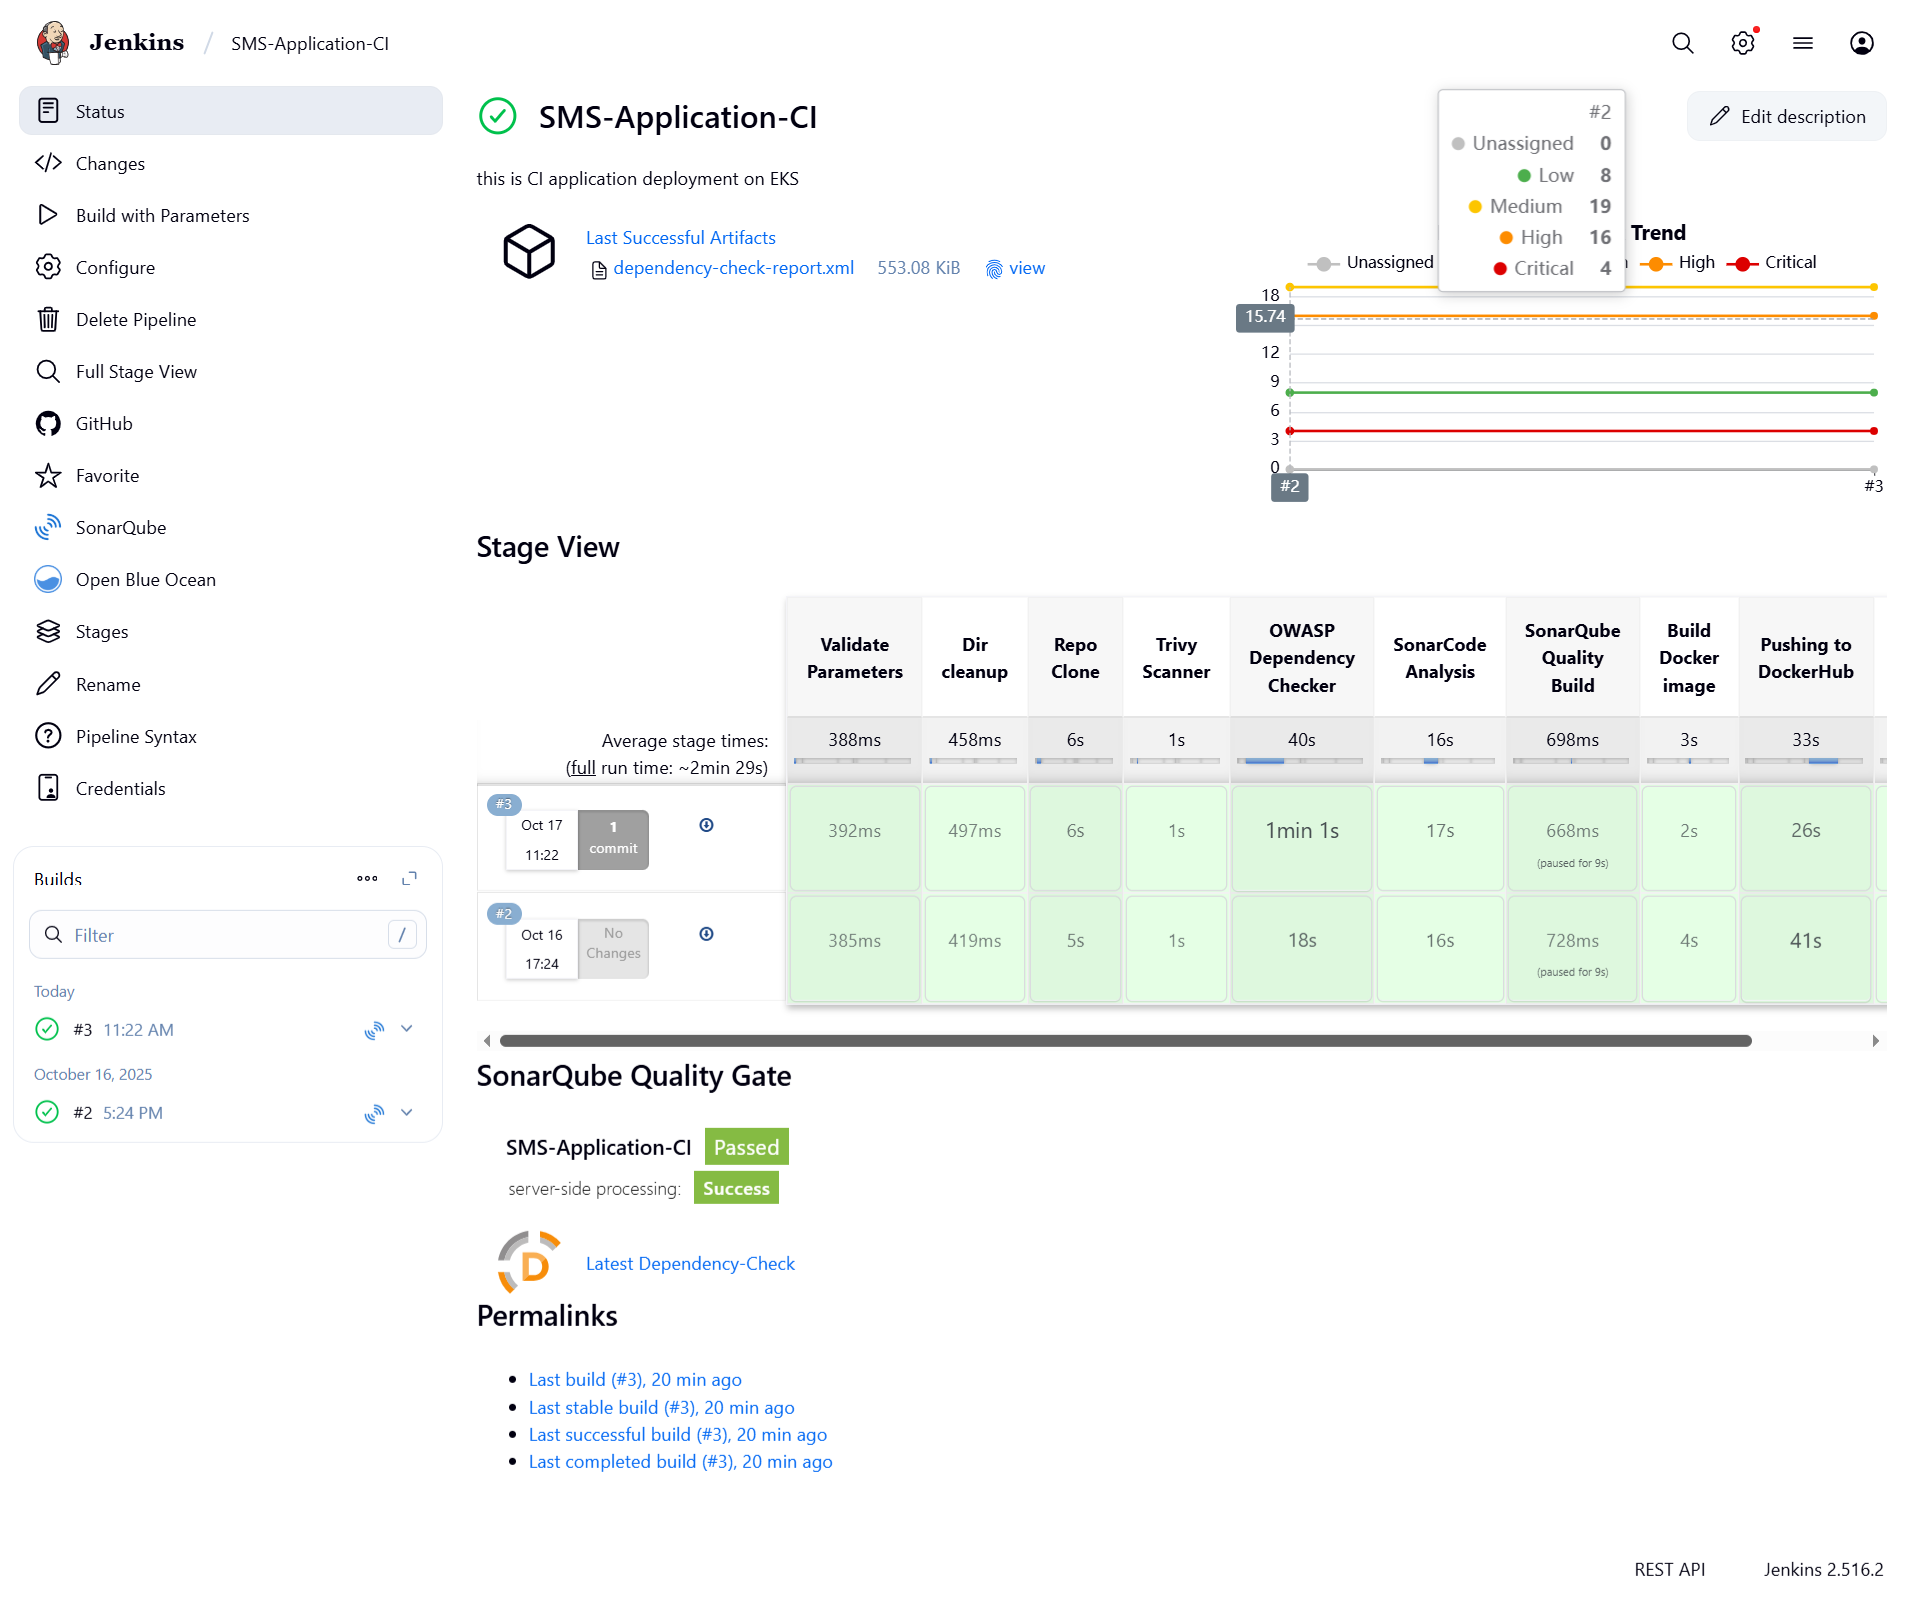 Jenkins / SMS-Application-CI
Status
Changes
Build with Parameters
Configure
Delete Pipeline
Full Stage View
GitHub
Favorite
SonarQube
Open Blue Ocean
Stages
Rename
Pipeline Syntax
Credentials
Builds
Filter /
Today
#3 11:22 AM
October 16, 2025
#2 5:24 PM
SMS-Application-CI
Edit description
this is CI application deployment on EKS
Last Successful Artifacts
dependency-check-report.xml 553.08 KiB view
#2
Unassigned 0
Low 8
Medium 19
High 16
Critical 4
Trend
Unassigned High Critical
18
15.74
12
9
6
3
0
#2 #3
Stage View
Validate Parameters
Dir cleanup
Repo Clone
Trivy Scanner
OWASP Dependency Checker
SonarCode Analysis
SonarQube Quality Build
Build Docker image
Pushing to DockerHub
Average stage times:
(full run time: ~2min 29s)
388ms 458ms 6s 1s 40s 16s 698ms 3s 33s
#3
Oct 17
11:22
1
commit
392ms 497ms 6s 1s 1min 1s 17s 668ms 2s 26s
(paused for 9s)
#2
Oct 16
17:24
No
Changes
385ms 419ms 5s 1s 18s 16s 728ms 4s 41s
(paused for 9s)
SonarQube Quality Gate
SMS-Application-CI Passed
server-side processing: Success
D
Latest Dependency-Check
Permalinks
Last build (#3), 20 min ago
Last stable build (#3), 20 min ago
Last successful build (#3), 20 min ago
Last completed build (#3), 20 min ago
REST API Jenkins 2.516.2